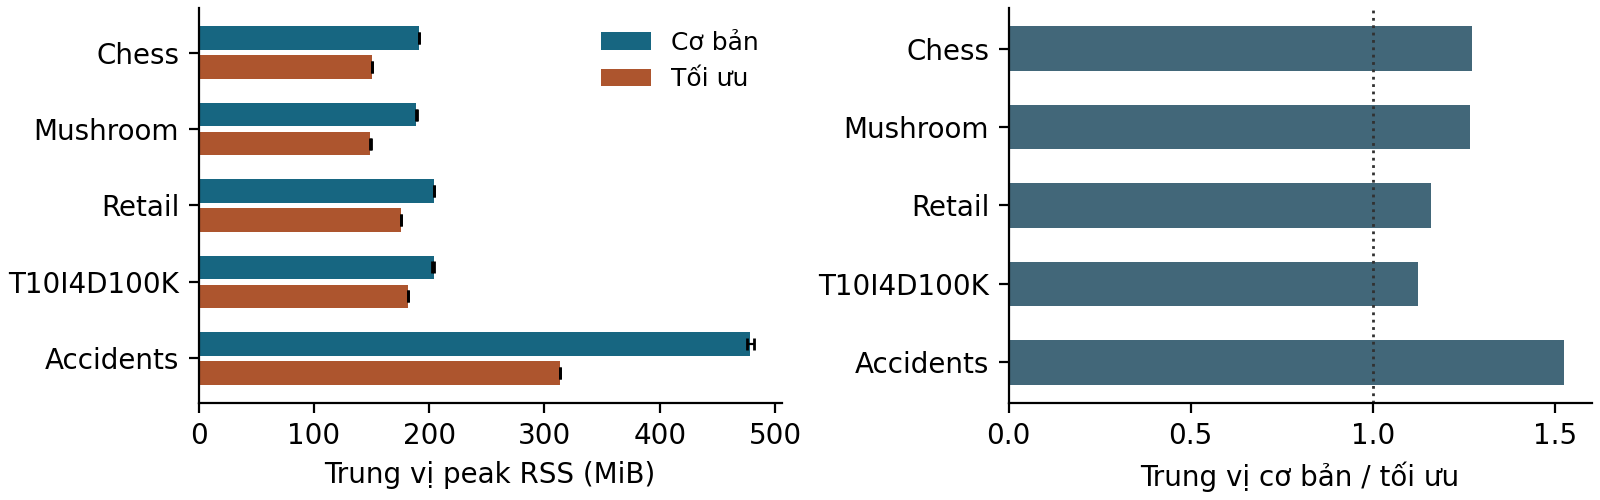 Chess
Mushroom
Retail
T10I4D100K
Accidents
Cơ bản
Tối ưu
0 100 200 300 400 500
Trung vị peak RSS (MiB)
Chess
Mushroom
Retail
T10I4D100K
Accidents
0.0 0.5 1.0 1.5
Trung vị cơ bản / tối ưu